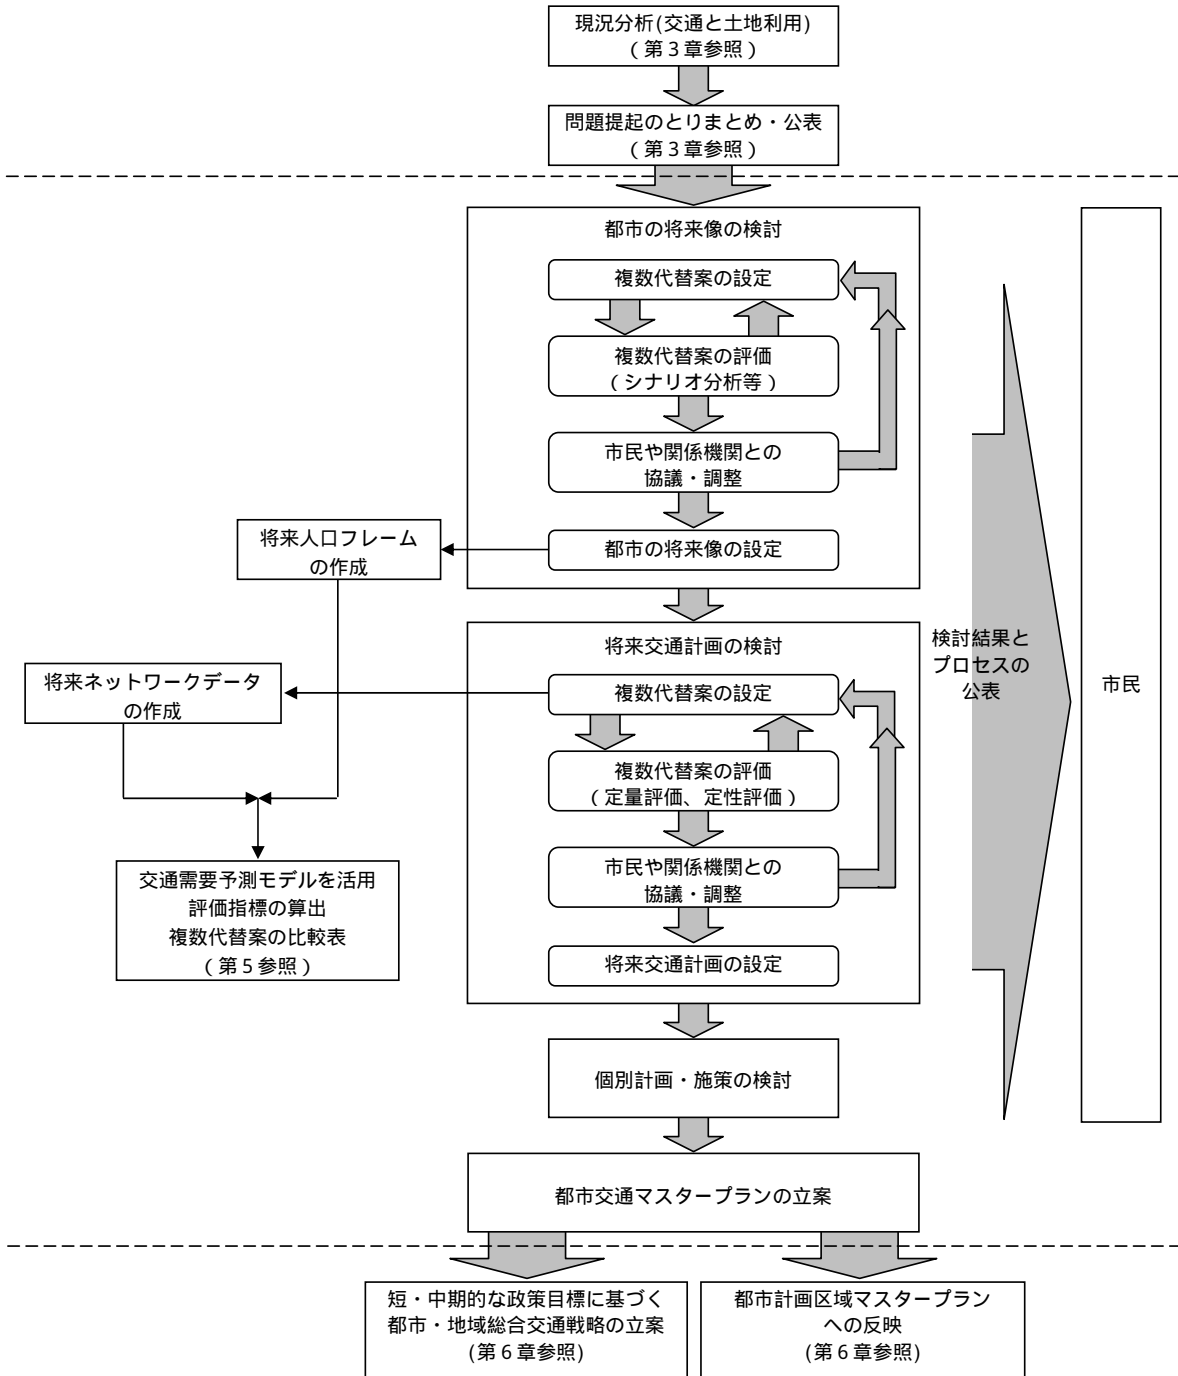 現況分析(交通と土地利用)
（第３章参照）
問題提起のとりまとめ・公表
（第３章参照）
都市の将来像の検討
複数代替案の設定
複数代替案の評価
（シナリオ分析等）
市民や関係機関との
協議・調整
都市の将来像の設定
将来人口フレーム
の作成
将来交通計画の検討
複数代替案の設定
将来ネットワークデータ
の作成
複数代替案の評価
（定量評価、定性評価）
市民や関係機関との
協議・調整
将来交通計画の設定
交通需要予測モデルを活用
評価指標の算出
複数代替案の比較表
（第５参照）
検討結果と
プロセスの
公表
市民
個別計画・施策の検討
都市交通マスタープランの立案
短・中期的な政策目標に基づく
都市・地域総合交通戦略の立案
(第６章参照)
都市計画区域マスタープラン
への反映
(第６章参照)